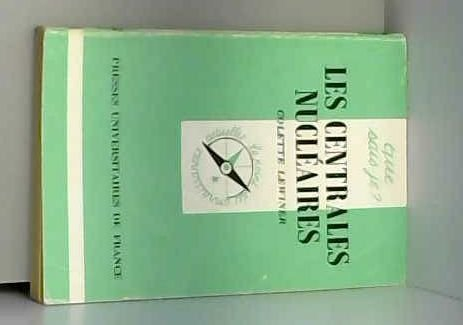 que
sais-je?
LES CENTRALES
NUCLÉAIRES
COLETTE LEWINER
PRESSES UNIVERSITAIRES DE FRANCE